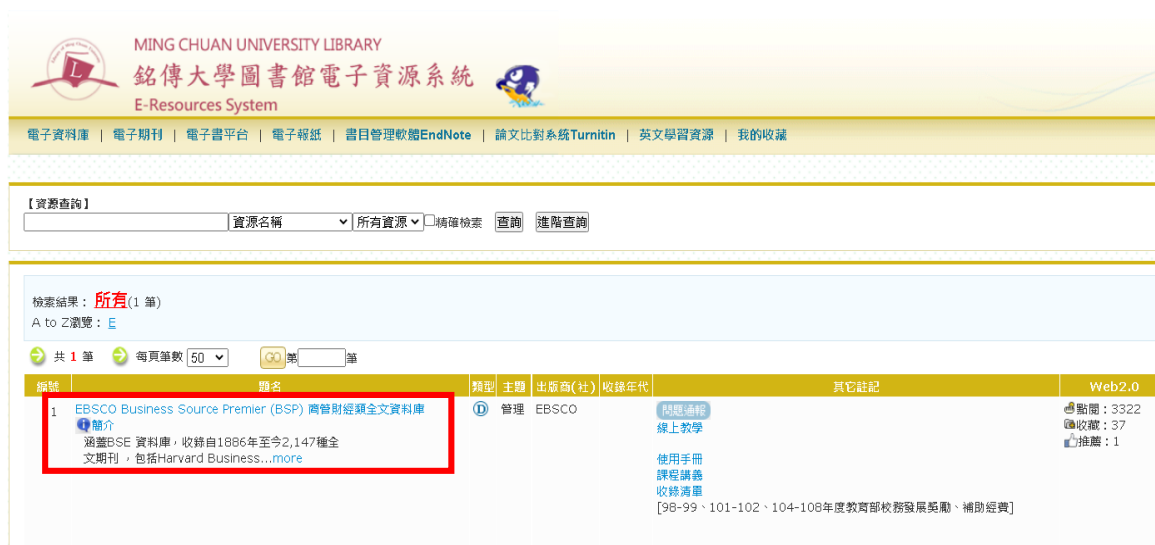 MING CHUAN UNIVERSITY LIBRARY
銘傳大學圖書館電子資源系統
E-Resources System
電子資料庫 | 電子期刊 | 電子書平台 | 電子報紙 | 書目管理軟體EndNote | 論文比對系統Turnitin | 英文學習資源 | 我的收藏
【資源查詢】
資源名稱 所有資源 精確檢索 查詢 進階查詢
檢索結果： 所有(1 筆)
A to Z瀏覽： E
共 1 筆 每頁筆數 50 GO 第 筆
編號 題名 類型 主題 出版商(社) 收錄年代 其它註記 Web2.0
1 EBSCO Business Source Premier (BSP) 商管財經類全文資料庫 D 管理 EBSCO 問題通報 點閱：3322
簡介 線上教學 收藏：37
涵蓋BSE 資料庫，收錄自1886年至今2,147種全 推薦：1
文期刊 ，包括Harvard Business...more 使用手冊
課程講義
收錄清單
[98-99、101-102、104-108年度教育部校務發展獎勵、補助經費]